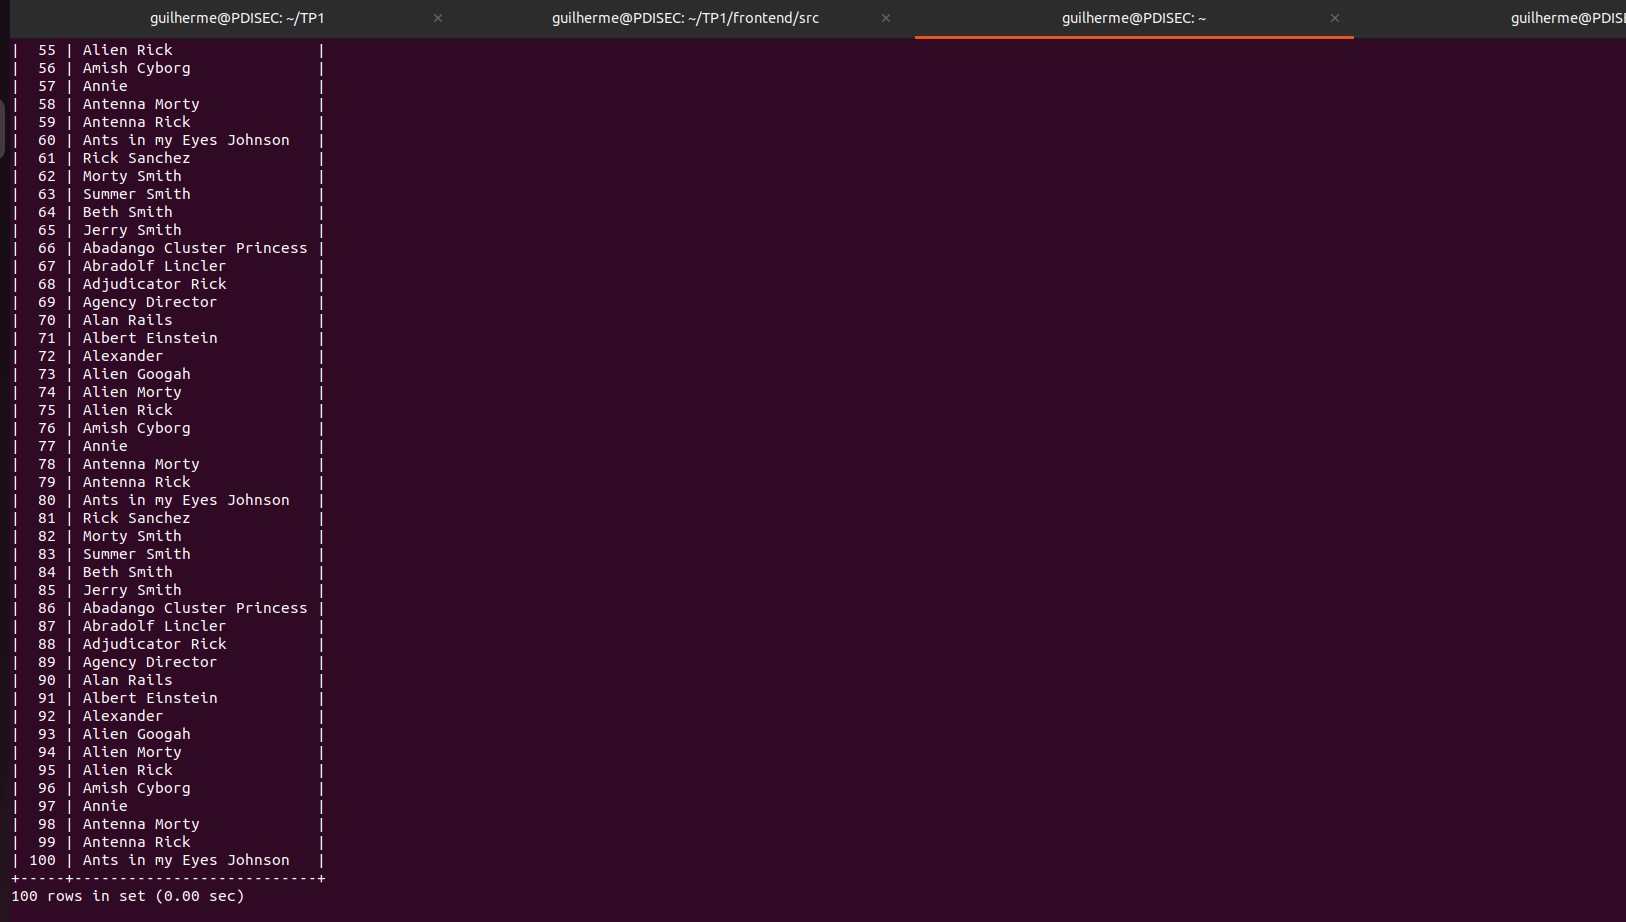 guilherme@PDISEC: ~/TP1 × guilherme@PDISEC: ~/TP1/frontend/src × guilherme@PDISEC: ~ × guilherme@PDISE
| 55 | Alien Rick |
| 56 | Amish Cyborg |
| 57 | Annie |
| 58 | Antenna Morty |
| 59 | Antenna Rick |
| 60 | Ants in my Eyes Johnson |
| 61 | Rick Sanchez |
| 62 | Morty Smith |
| 63 | Summer Smith |
| 64 | Beth Smith |
| 65 | Jerry Smith |
| 66 | Abadango Cluster Princess |
| 67 | Abradolf Lincler |
| 68 | Adjudicator Rick |
| 69 | Agency Director |
| 70 | Alan Rails |
| 71 | Albert Einstein |
| 72 | Alexander |
| 73 | Alien Googah |
| 74 | Alien Morty |
| 75 | Alien Rick |
| 76 | Amish Cyborg |
| 77 | Annie |
| 78 | Antenna Morty |
| 79 | Antenna Rick |
| 80 | Ants in my Eyes Johnson |
| 81 | Rick Sanchez |
| 82 | Morty Smith |
| 83 | Summer Smith |
| 84 | Beth Smith |
| 85 | Jerry Smith |
| 86 | Abadango Cluster Princess |
| 87 | Abradolf Lincler |
| 88 | Adjudicator Rick |
| 89 | Agency Director |
| 90 | Alan Rails |
| 91 | Albert Einstein |
| 92 | Alexander |
| 93 | Alien Googah |
| 94 | Alien Morty |
| 95 | Alien Rick |
| 96 | Amish Cyborg |
| 97 | Annie |
| 98 | Antenna Morty |
| 99 | Antenna Rick |
| 100 | Ants in my Eyes Johnson |
+-----+---------------------------+
100 rows in set (0.00 sec)